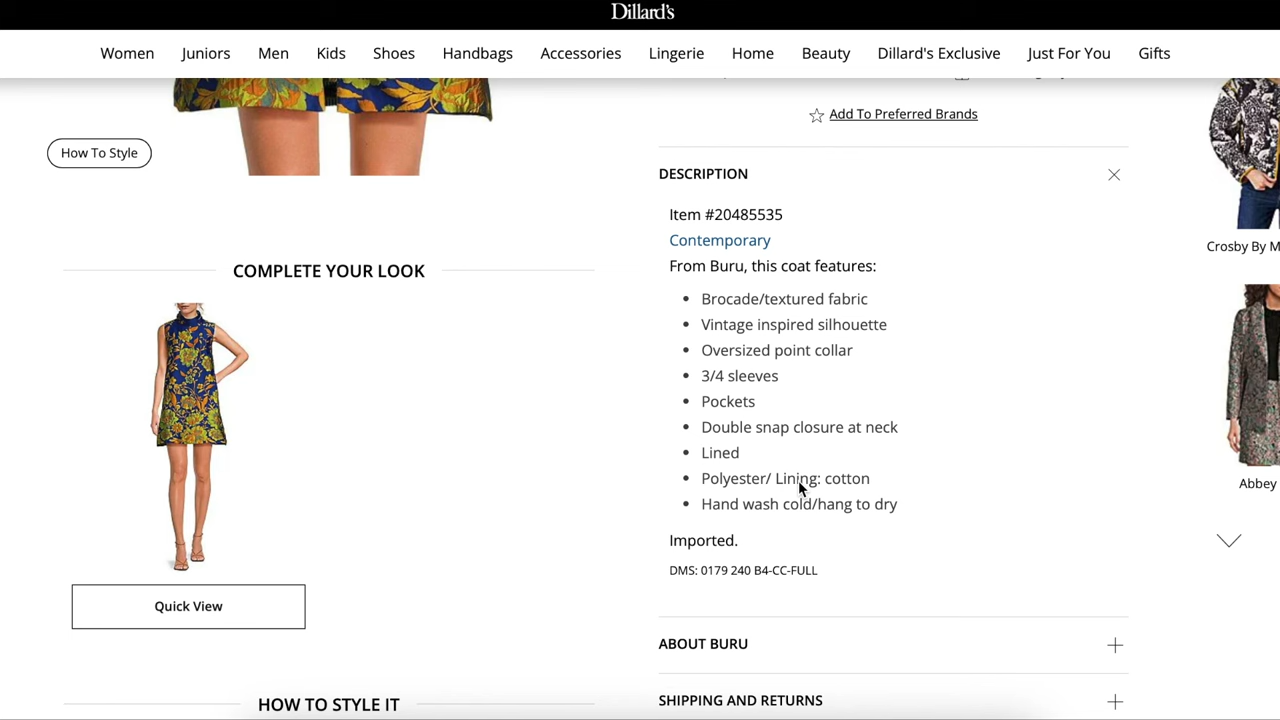 Dillard's
Women Juniors Men Kids Shoes Handbags Accessories Lingerie Home Beauty Dillard's Exclusive Just For You Gifts
Add To Preferred Brands
How To Style
DESCRIPTION
Item #20485535
Contemporary
From Buru, this coat features:
Brocade/textured fabric
Vintage inspired silhouette
Oversized point collar
3/4 sleeves
Pockets
Double snap closure at neck
Lined
Polyester/ Lining: cotton
Hand wash cold/hang to dry
Imported.
DMS: 0179 240 B4-CC-FULL
COMPLETE YOUR LOOK
Quick View
Crosby By M
Abbey
ABOUT BURU
SHIPPING AND RETURNS
HOW TO STYLE IT